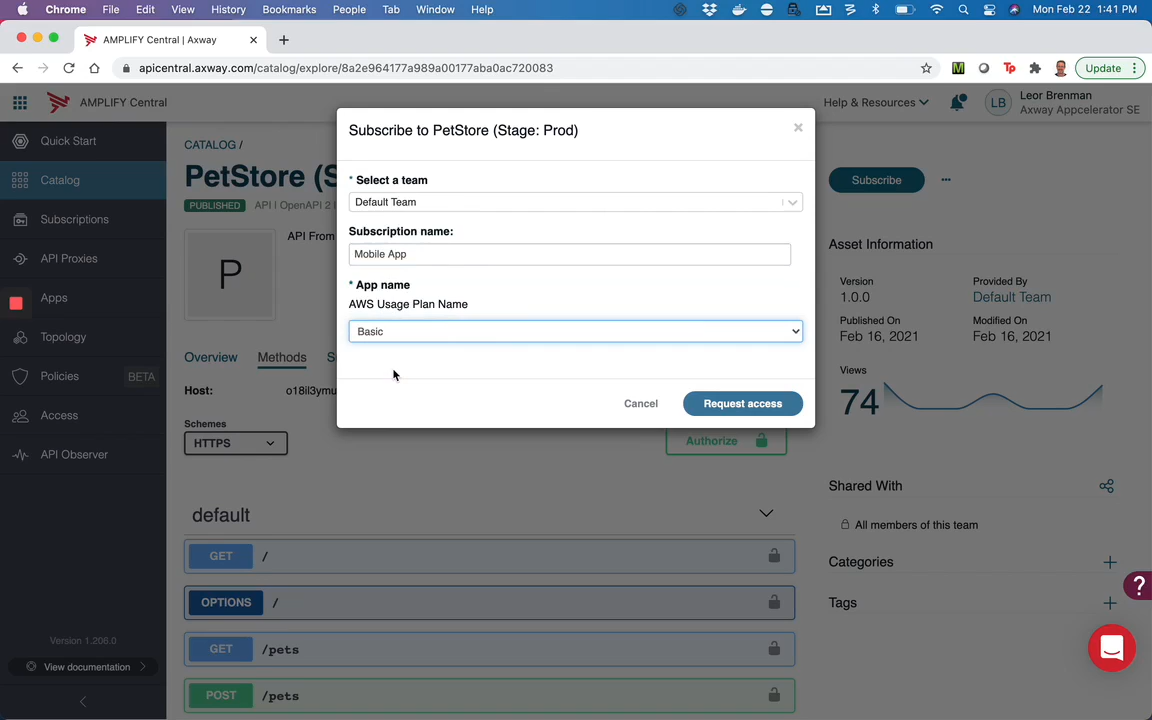 Chrome File Edit View History Bookmarks People Tab Window Help Mon Feb 22 1:41 PM
AMPLIFY Central | Axway
apicentral.axway.com/catalog/explore/8a2e964177a989a00177aba0ac720083
M Tp Update
AMPLIFY Central
Help & Resources
LB
Leor Brenman
Axway Appcelerator SE
Quick Start
Catalog
Subscriptions
API Proxies
Apps
Topology
Policies BETA
Access
API Observer
Version 1.206.0
View documentation
CATALOG /
PetStore (S
PUBLISHED API | OpenAPI 2 |
P
API From
Overview Methods S
Host: o18il3ymu
Schemes
HTTPS
Authorize
default
GET /
OPTIONS /
GET /pets
POST /pets
Subscribe to PetStore (Stage: Prod)
* Select a team
Default Team
Subscription name:
Mobile App
* App name
AWS Usage Plan Name
Basic
Cancel Request access
Subscribe
Asset Information
Version Provided By
1.0.0 Default Team
Published On Modified On
Feb 16, 2021 Feb 16, 2021
Views
74
Shared With
All members of this team
Categories
Tags
?